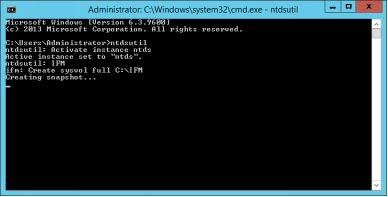 Administrator: C:\Windows\system32\cmd.exe - ntdsutil
Microsoft Windows [Version 6.3.9600]
(c) 2013 Microsoft Corporation. All rights reserved.
C:\Users\Administrator>ntdsutil
ntdsutil: Activate instance ntds
Active instance set to "ntds".
ntdsutil: IFM
ifm: Create sysvol full C:\IFM
Creating snapshot...